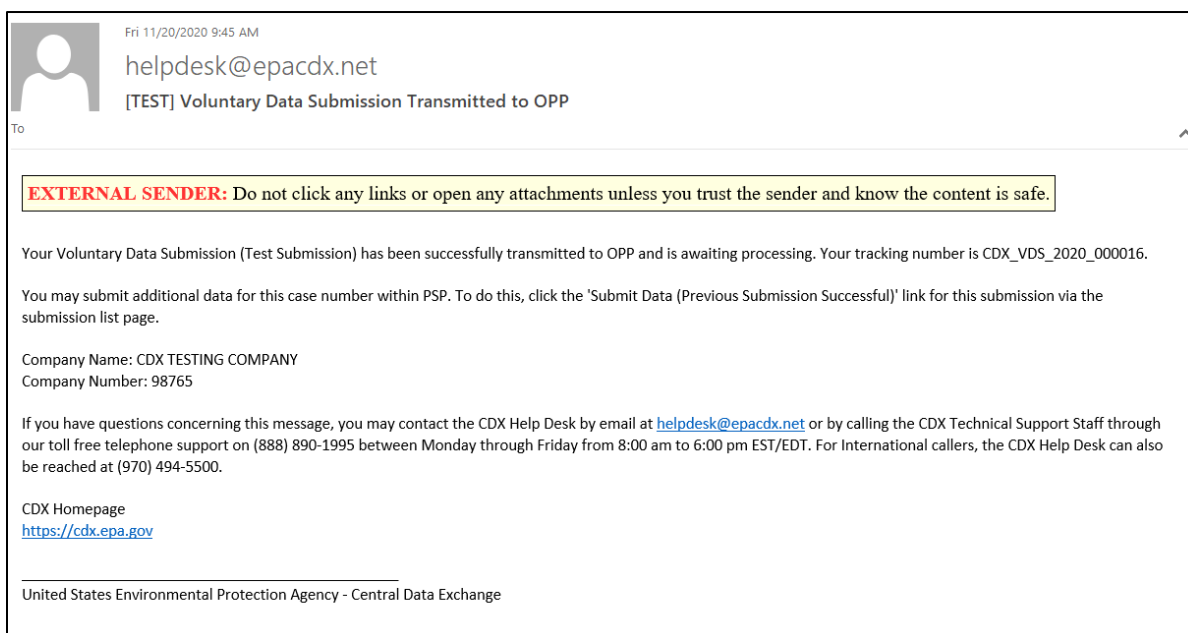 Fri 11/20/2020 9:45 AM
helpdesk@epacdx.net
[TEST] Voluntary Data Submission Transmitted to OPP
To
EXTERNAL SENDER: Do not click any links or open any attachments unless you trust the sender and know the content is safe.
Your Voluntary Data Submission (Test Submission) has been successfully transmitted to OPP and is awaiting processing. Your tracking number is CDX_VDS_2020_000016.
You may submit additional data for this case number within PSP. To do this, click the 'Submit Data (Previous Submission Successful)' link for this submission via the
submission list page.
Company Name: CDX TESTING COMPANY
Company Number: 98765
If you have questions concerning this message, you may contact the CDX Help Desk by email at helpdesk@epacdx.net or by calling the CDX Technical Support Staff through
our toll free telephone support on (888) 890-1995 between Monday through Friday from 8:00 am to 6:00 pm EST/EDT. For International callers, the CDX Help Desk can also
be reached at (970) 494-5500.
CDX Homepage
https://cdx.epa.gov
United States Environmental Protection Agency - Central Data Exchange